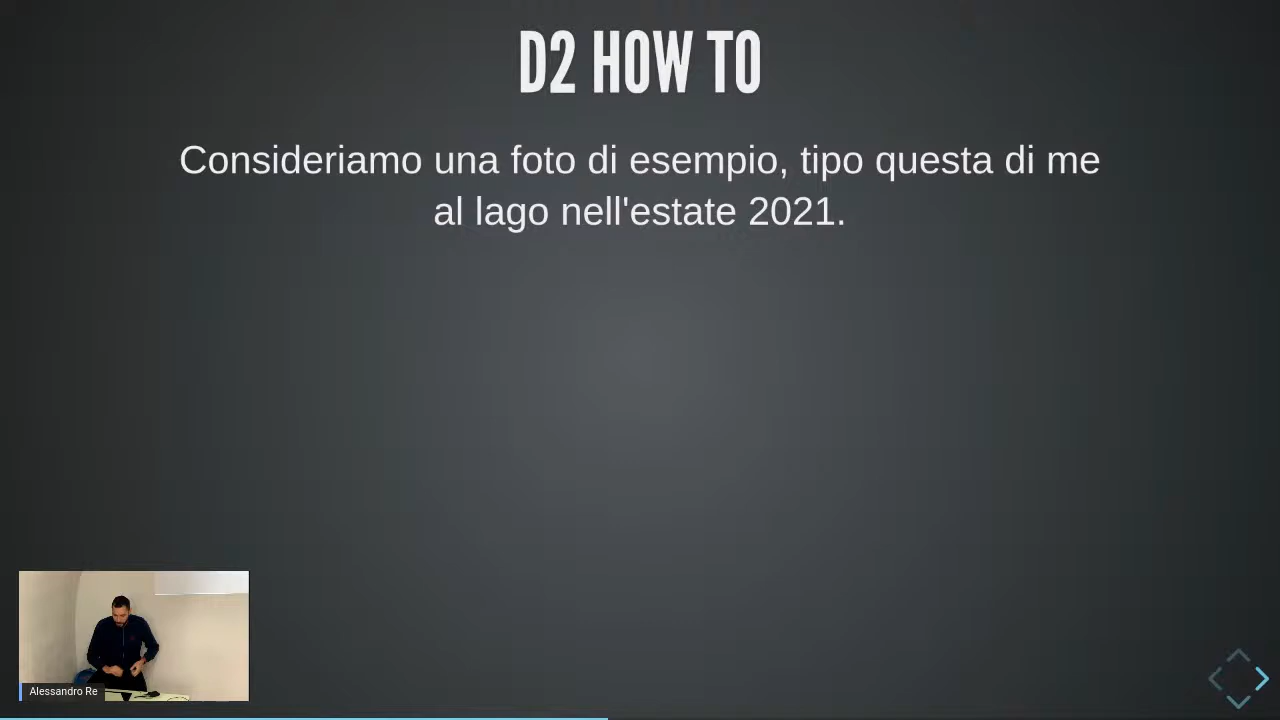 D2 HOW TO
Consideriamo una foto di esempio, tipo questa di me
al lago nell'estate 2021.
Alessandro Re